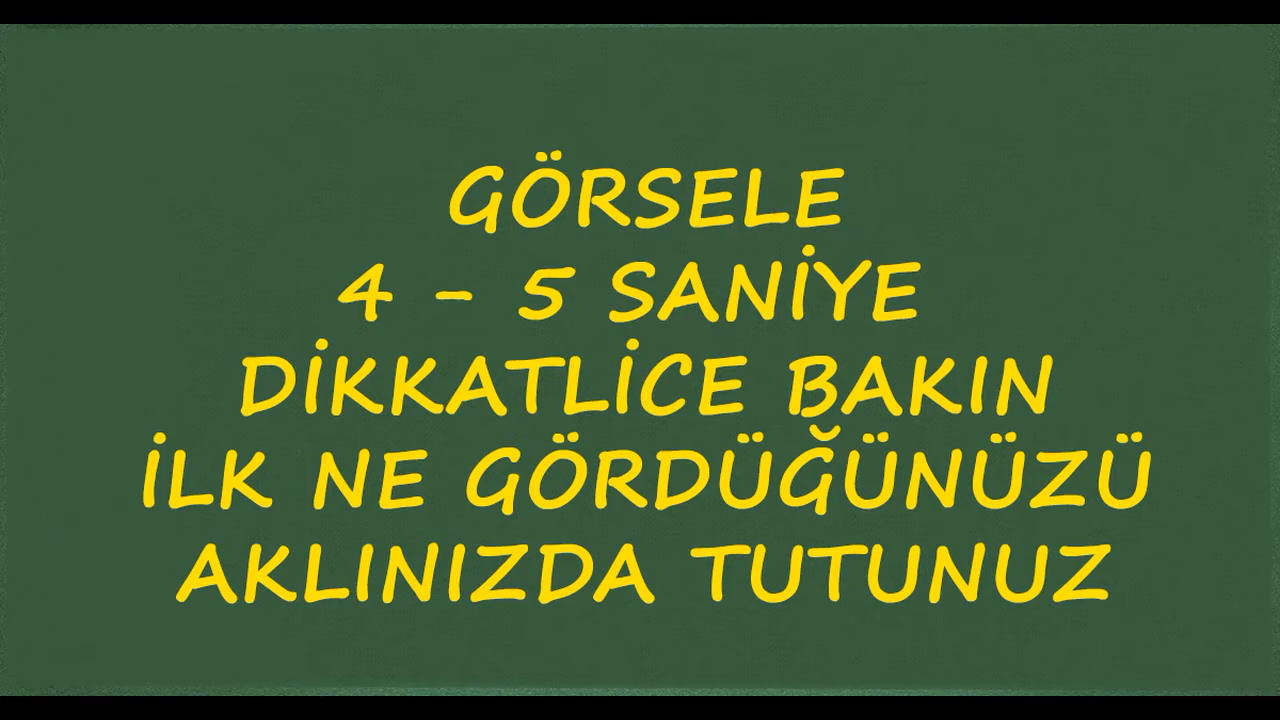 GÖRSELE
4 - 5 SANİYE
DİKKATLİCE BAKIN
İLK NE GÖRDÜĞÜNÜZÜ
AKLINIZDA TUTUNUZ